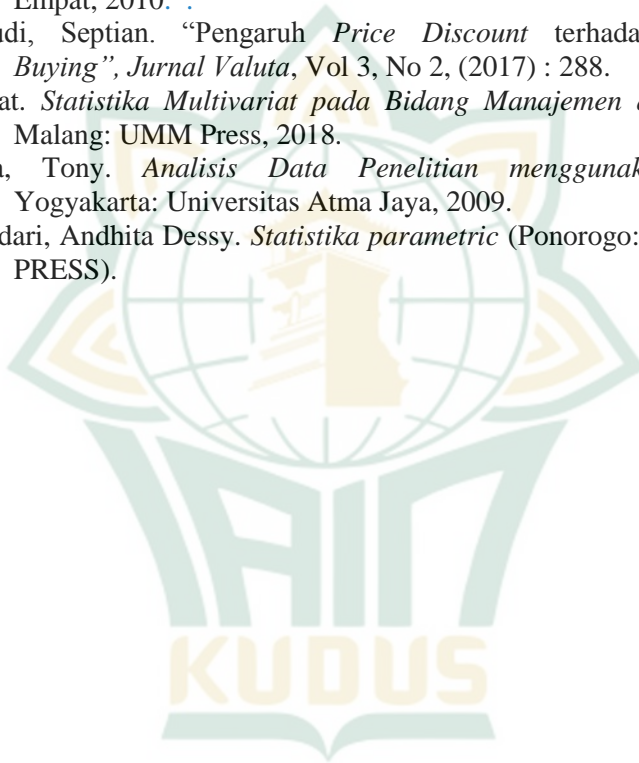 Empat, 2010. .
udi, Septian. “Pengaruh Price Discount terhada
Buying”, Jurnal Valuta, Vol 3, No 2, (2017) : 288.
at. Statistika Multivariat pada Bidang Manajemen
Malang: UMM Press, 2018.
a, Tony. Analisis Data Penelitian menggunak
Yogyakarta: Universitas Atma Jaya, 2009.
dari, Andhita Dessy. Statistika parametric (Ponorogo:
PRESS).
IAIN
KUDUS